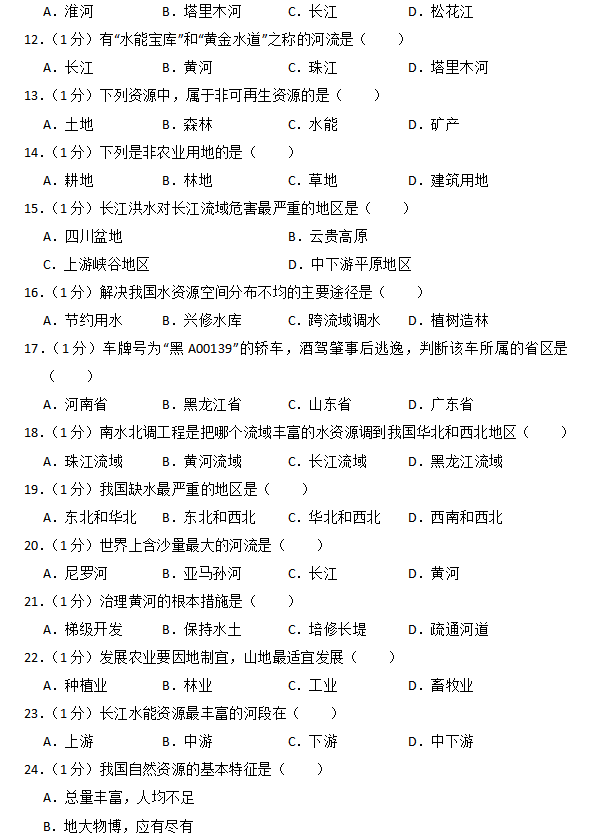 A．淮河 B．塔里木河 C．长江 D．松花江
12．（1 分）有“水能宝库”和“黄金水道”之称的河流是（　　）
A．长江 B．黄河 C．珠江 D．塔里木河
13．（1 分）下列资源中，属于非可再生资源的是（　　）
A．土地 B．森林 C．水能 D．矿产
14．（1 分）下列是非农业用地的是（　　）
A．耕地 B．林地 C．草地 D．建筑用地
15．（1 分）长江洪水对长江流域危害最严重的地区是（　　）
A．四川盆地 B．云贵高原
C．上游峡谷地区 D．中下游平原地区
16．（1 分）解决我国水资源空间分布不均的主要途径是（　　）
A．节约用水 B．兴修水库 C．跨流域调水 D．植树造林
17．（1 分）车牌号为“黑 A00139”的轿车，酒驾肇事后逃逸，判断该车所属的省区是
（　　）
A．河南省 B．黑龙江省 C．山东省 D．广东省
18．（1 分）南水北调工程是把哪个流域丰富的水资源调到我国华北和西北地区（　　）
A．珠江流域 B．黄河流域 C．长江流域 D．黑龙江流域
19．（1 分）我国缺水最严重的地区是（　　）
A．东北和华北 B．东北和西北 C．华北和西北 D．西南和西北
20．（1 分）世界上含沙量最大的河流是（　　）
A．尼罗河 B．亚马孙河 C．长江 D．黄河
21．（1 分）治理黄河的根本措施是（　　）
A．梯级开发 B．保持水土 C．培修长堤 D．疏通河道
22．（1 分）发展农业要因地制宜，山地最适宜发展（　　）
A．种植业 B．林业 C．工业 D．畜牧业
23．（1 分）长江水能资源最丰富的河段在（　　）
A．上游 B．中游 C．下游 D．中下游
24．（1 分）我国自然资源的基本特征是（　　）
A．总量丰富，人均不足
B．地大物博，应有尽有